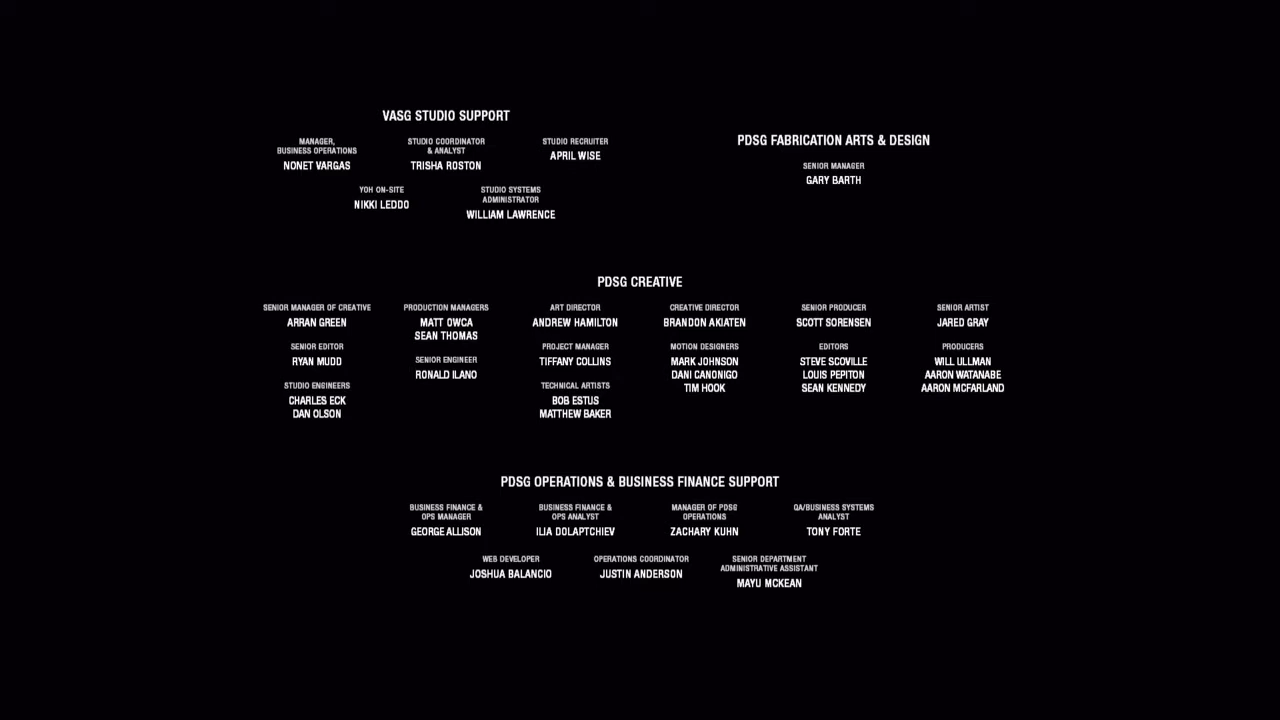 VASG STUDIO SUPPORT
MANAGER,
BUSINESS OPERATIONS
NONET VARGAS
STUDIO COORDINATOR
& ANALYST
TRISHA ROSTON
STUDIO RECRUITER
APRIL WISE
YOH ON-SITE
NIKKI LEDDO
STUDIO SYSTEMS
ADMINISTRATOR
WILLIAM LAWRENCE
PDSG FABRICATION ARTS & DESIGN
SENIOR MANAGER
GARY BARTH
PDSG CREATIVE
SENIOR MANAGER OF CREATIVE
ARRAN GREEN
SENIOR EDITOR
RYAN MUDD
STUDIO ENGINEERS
CHARLES ECK
DAN OLSON
PRODUCTION MANAGERS
MATT OWCA
SEAN THOMAS
SENIOR ENGINEER
RONALD ILANO
ART DIRECTOR
ANDREW HAMILTON
PROJECT MANAGER
TIFFANY COLLINS
TECHNICAL ARTISTS
BOB ESTUS
MATTHEW BAKER
CREATIVE DIRECTOR
BRANDON AKIATEN
MOTION DESIGNERS
MARK JOHNSON
DANI CANONIGO
TIM HOOK
SENIOR PRODUCER
SCOTT SORENSEN
EDITORS
STEVE SCOVILLE
LOUIS PEPITON
SEAN KENNEDY
SENIOR ARTIST
JARED GRAY
PRODUCERS
WILL ULLMAN
AARON WATANABE
AARON MCFARLAND
PDSG OPERATIONS & BUSINESS FINANCE SUPPORT
BUSINESS FINANCE &
OPS MANAGER
GEORGE ALLISON
BUSINESS FINANCE &
OPS ANALYST
ILIA DOLAPTCHIEV
MANAGER OF PDSG
OPERATIONS
ZACHARY KUHN
QA/BUSINESS SYSTEMS
ANALYST
TONY FORTE
WEB DEVELOPER
JOSHUA BALANCIO
OPERATIONS COORDINATOR
JUSTIN ANDERSON
SENIOR DEPARTMENT
ADMINISTRATIVE ASSISTANT
MAYU MCKEAN